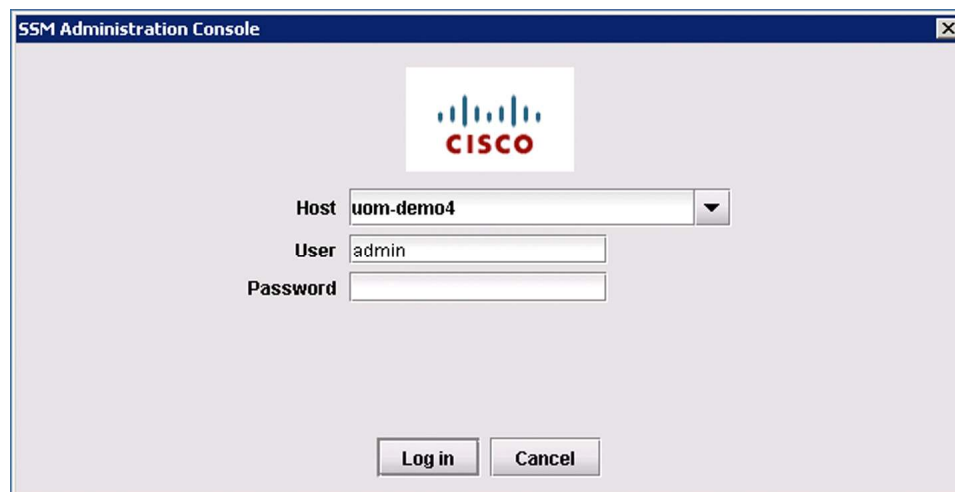 SSM Administration Console
CISCO
Host uom-demo4
User admin
Password
Log in Cancel